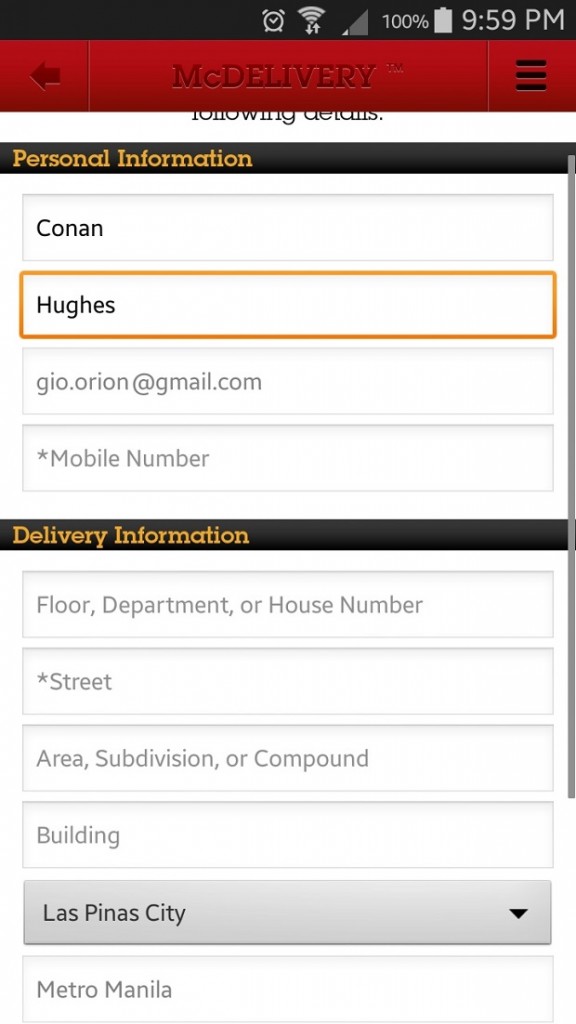 100% 9:59 PM
McDELIVERY ™
following details:
Personal Information
Conan
Hughes
gio.orion@gmail.com
*Mobile Number
Delivery Information
Floor, Department, or House Number
*Street
Area, Subdivision, or Compound
Building
Las Pinas City
Metro Manila